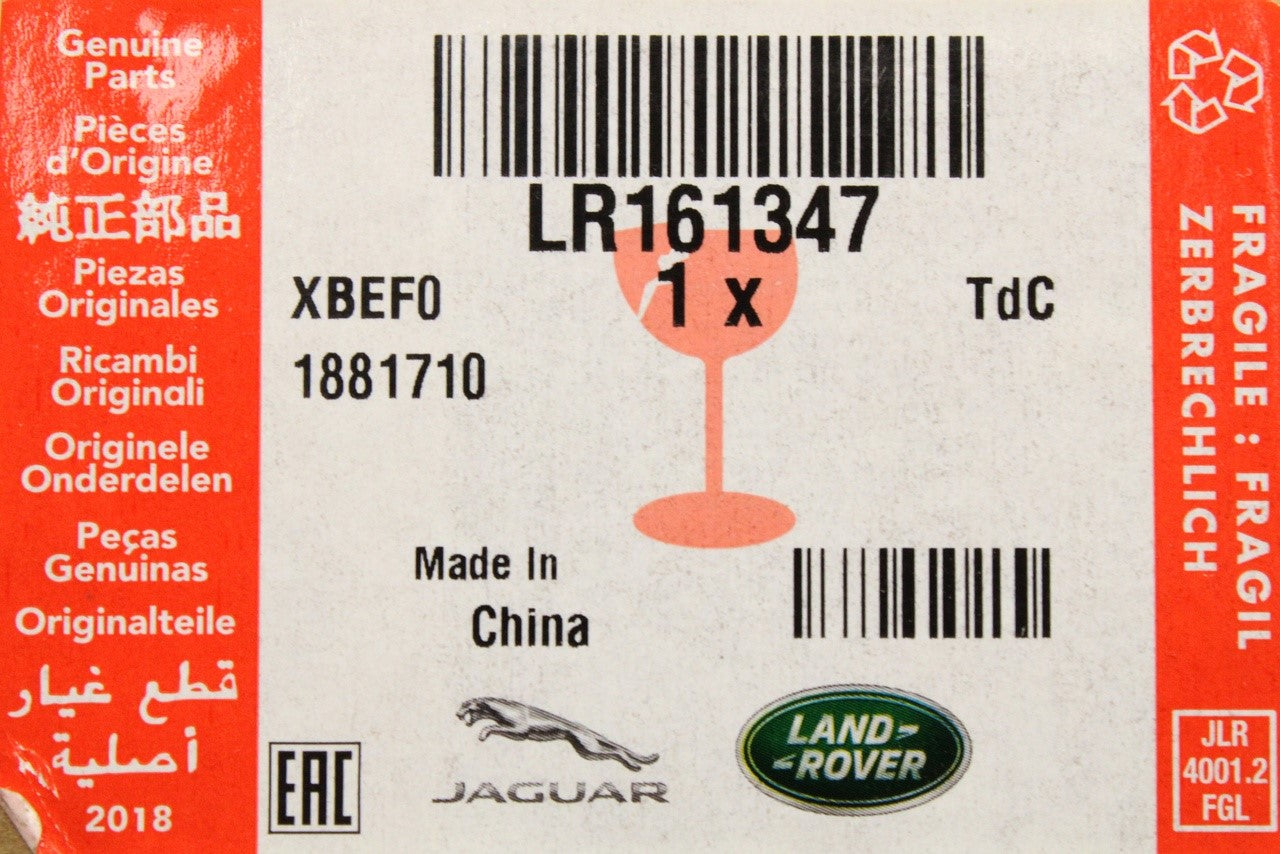 Genuine
Parts
Pièces
d'Origine
純正部品
Piezas
Originales
Ricambi
Originali
Originele
Onderdelen
Peças
Genuinas
Originalteile
قطع غيار
أصلية
2018
LR161347
1 x
XBEF0
TdC
1881710
Made In
China
EAC
JAGUAR
LAND-
-ROVER
FRAGILE : FRAGIL
ZERBRECHLICH
JLR
4001.2
FGL